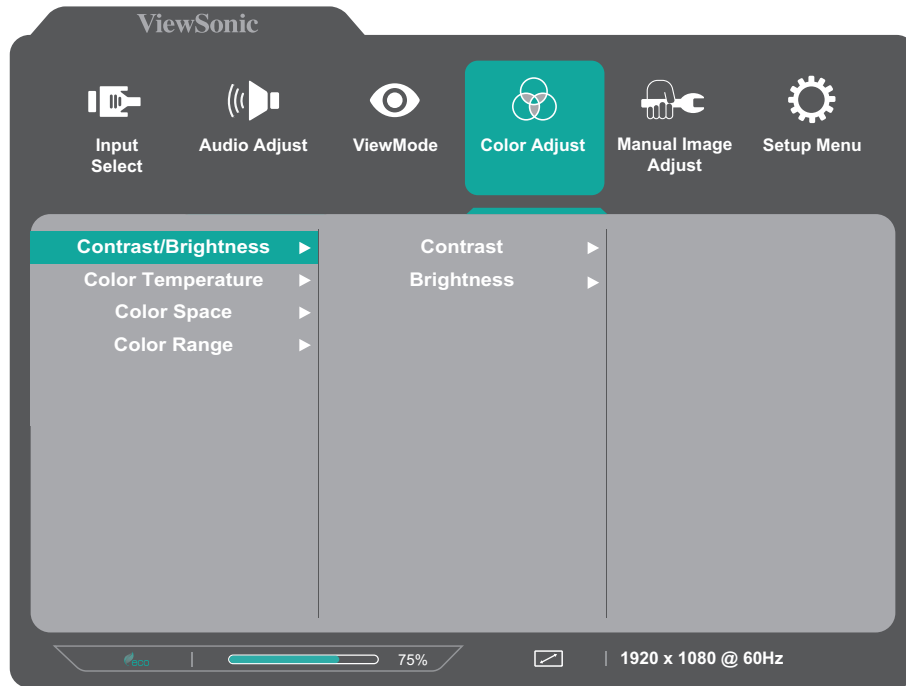 ViewSonic
Input
Select
Audio Adjust
ViewMode
Color Adjust
Manual Image
Adjust
Setup Menu
Contrast/Brightness
Color Temperature
Color Space
Color Range
Contrast
Brightness
eco
75%
1920 x 1080 @ 60Hz